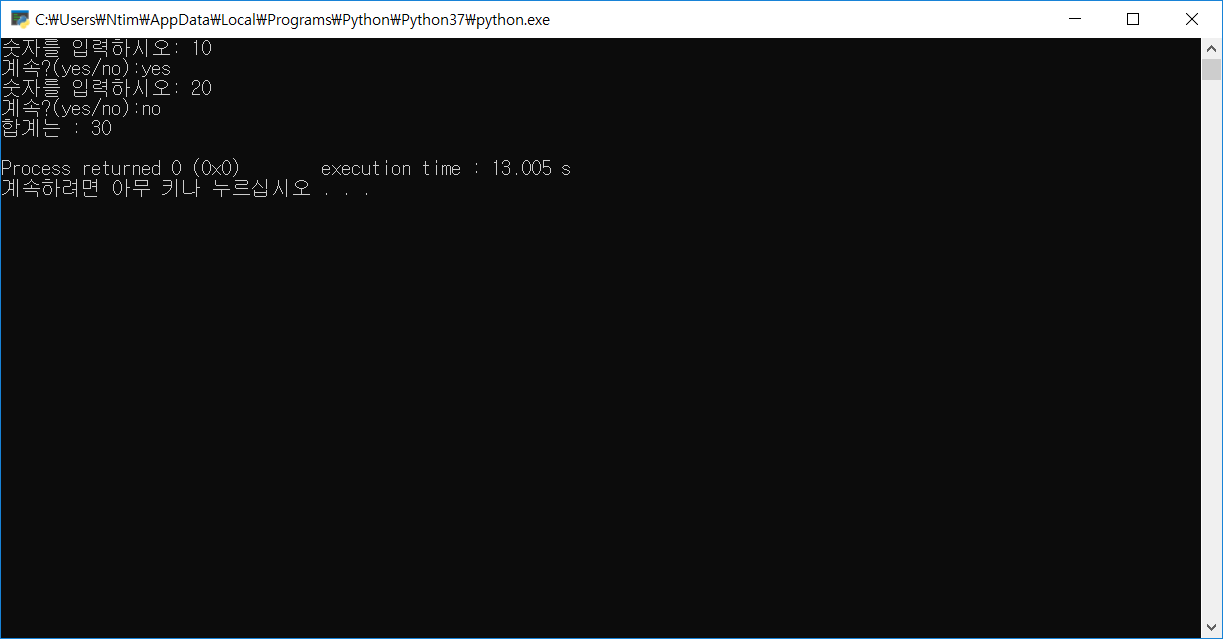 C:₩Users₩Ntim₩AppData₩Local₩Programs₩Python₩Python37₩python.exe
숫자를 입력하시오: 10
계속?(yes/no):yes
숫자를 입력하시오: 20
계속?(yes/no):no
합계는 : 30
Process returned 0 (0x0)        execution time : 13.005 s
계속하려면 아무 키나 누르십시오 . . .